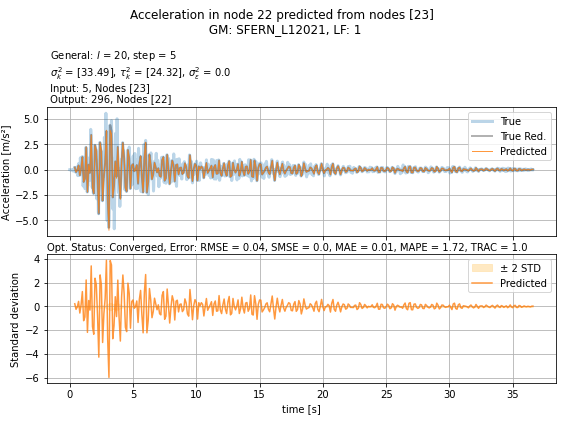 Acceleration in node 22 predicted from nodes [23]
GM: SFERN_L12021, LF: 1
General: l = 20, step = 5
σ²ₖ = [33.49], τ²ₖ = [24.32], σ²ε = 0.0
Input: 5, Nodes [23]
Output: 296, Nodes [22]
Acceleration [m/s²]
5.0
2.5
0.0
−2.5
−5.0
True
True Red.
Predicted
Opt. Status: Converged, Error: RMSE = 0.04, SMSE = 0.0, MAE = 0.01, MAPE = 1.72, TRAC = 1.0
Standard deviation
4
2
0
−2
−4
−6
± 2 STD
Predicted
0 5 10 15 20 25 30 35
time [s]